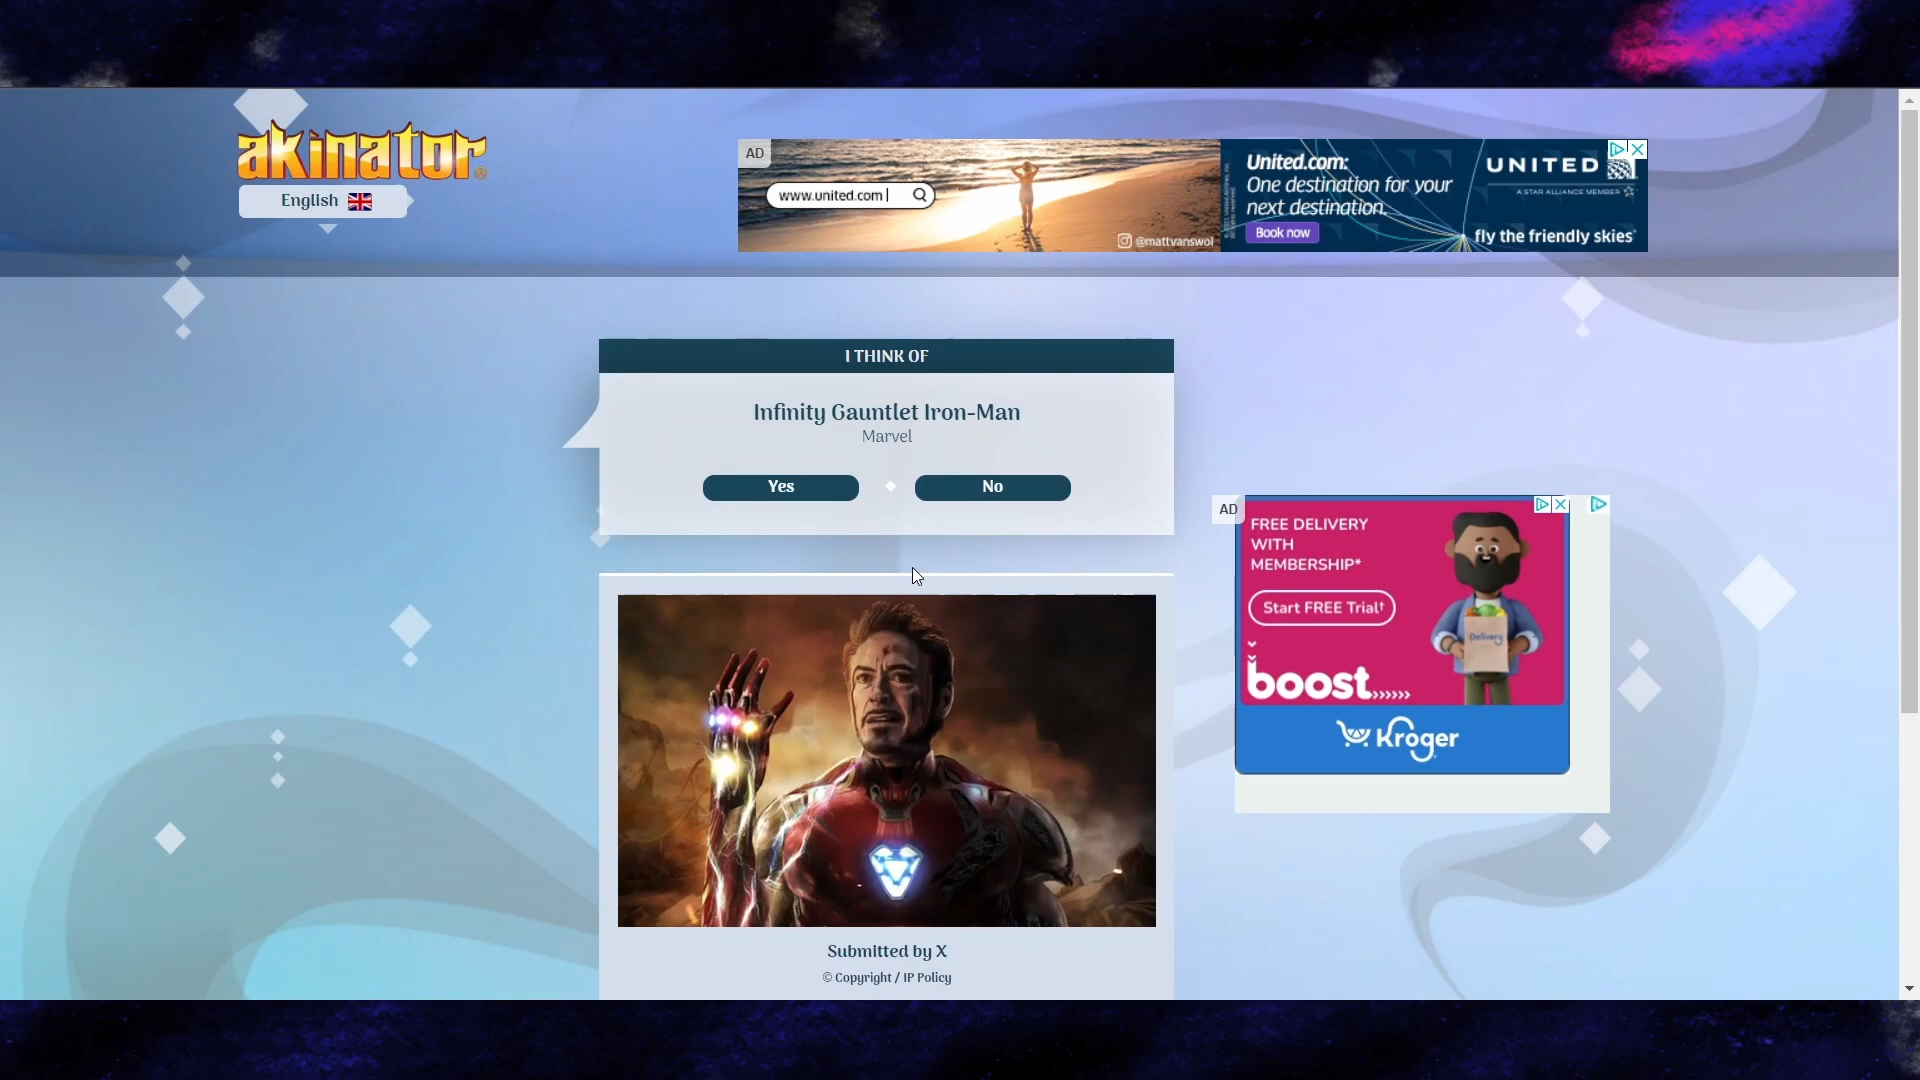 akinator
English
AD
www.united.com
@mattvanswol
United.com:
One destination for your
next destination.
Book now
UNITED
A STAR ALLIANCE MEMBER
fly the friendly skies
I THINK OF
Infinity Gauntlet Iron-Man
Marvel
Yes
No
AD
FREE DELIVERY
WITH
MEMBERSHIP*
Start FREE Trial†
Delivery
boost
Kroger
Submitted by X
© Copyright / IP Policy